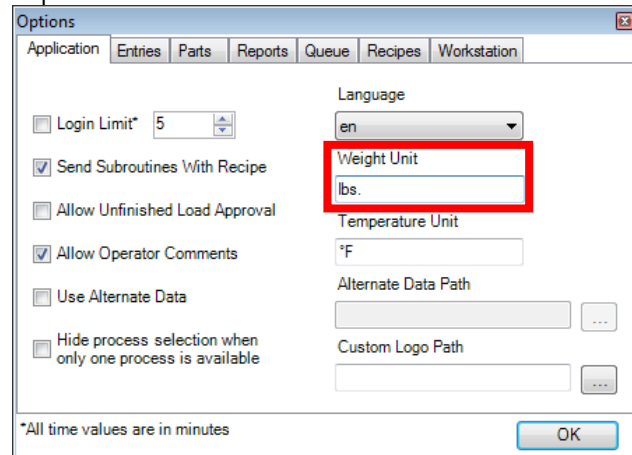 Options
Application Entries Parts Reports Queue Recipes Workstation
Language
Login Limit* 5
en
Send Subroutines With Recipe
Weight Unit
lbs.
Allow Unfinished Load Approval
Temperature Unit
Allow Operator Comments
°F
Use Alternate Data
Alternate Data Path
...
Hide process selection when
only one process is available
Custom Logo Path
...
*All time values are in minutes
OK